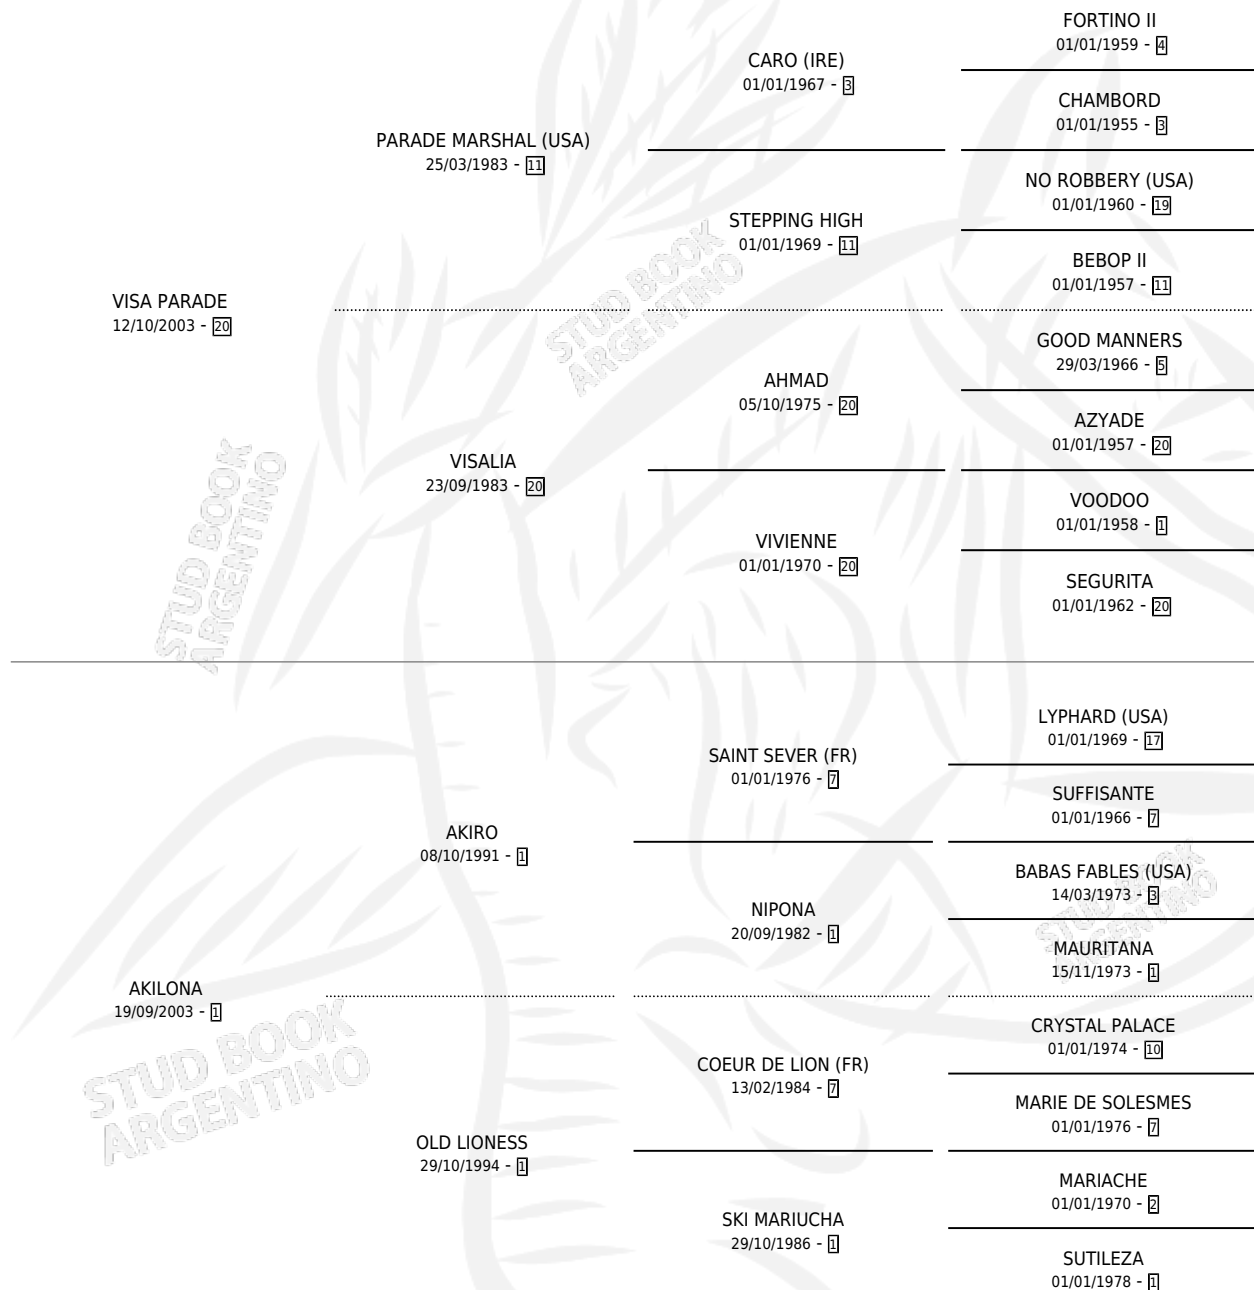 FORTINO II
01/01/1959 - 4
CARO (IRE)
01/01/1967 - 3
CHAMBORD
01/01/1955 - 3
PARADE MARSHAL (USA)
25/03/1983 - 11
NO ROBBERY (USA)
01/01/1960 - 19
STEPPING HIGH
01/01/1969 - 11
BEBOP II
01/01/1957 - 11
VISA PARADE
12/10/2003 - 20
GOOD MANNERS
29/03/1966 - 5
AHMAD
05/10/1975 - 20
AZYADE
01/01/1957 - 20
VISALIA
23/09/1983 - 20
VOODOO
01/01/1958 - 1
VIVIENNE
01/01/1970 - 20
SEGURITA
01/01/1962 - 20
STUD BOOK
ARGENTINO
STUD BOOK
ARGENTINO
LYPHARD (USA)
01/01/1969 - 17
SAINT SEVER (FR)
01/01/1976 - 7
SUFFISANTE
01/01/1966 - 7
AKIRO
08/10/1991 - 1
BABAS FABLES (USA)
14/03/1973 - 3
NIPONA
20/09/1982 - 1
MAURITANA
15/11/1973 - 1
STUD BOOK
ARGENTINO
AKILONA
19/09/2003 - 1
CRYSTAL PALACE
01/01/1974 - 10
COEUR DE LION (FR)
13/02/1984 - 7
MARIE DE SOLESMES
01/01/1976 - 7
STUD BOOK
ARGENTINO
OLD LIONESS
29/10/1994 - 1
MARIACHE
01/01/1970 - 2
SKI MARIUCHA
29/10/1986 - 1
SUTILEZA
01/01/1978 - 1